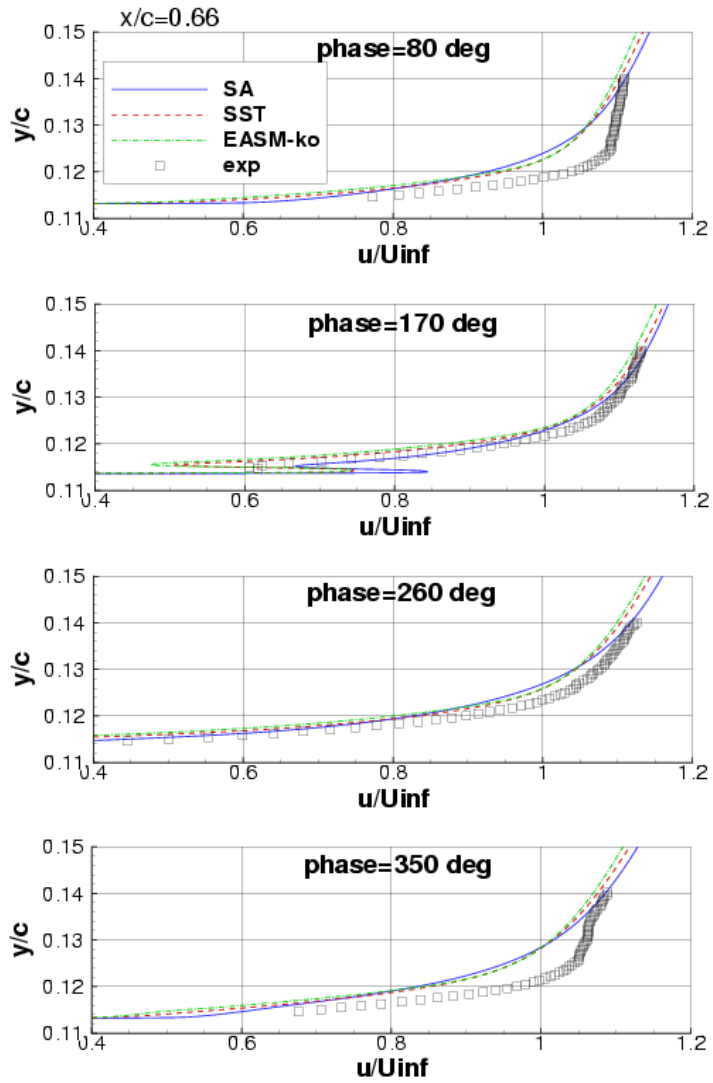 x/c=0.66
phase=80 deg
SA
SST
EASM-ko
exp
y/c
0.15
0.14
0.13
0.12
0.11
0.4 0.6 0.8 1 1.2
u/Uinf
phase=170 deg
y/c
0.15
0.14
0.13
0.12
0.11
0.4 0.6 0.8 1 1.2
u/Uinf
phase=260 deg
y/c
0.15
0.14
0.13
0.12
0.11
0.4 0.6 0.8 1 1.2
u/Uinf
phase=350 deg
y/c
0.15
0.14
0.13
0.12
0.11
0.4 0.6 0.8 1 1.2
u/Uinf